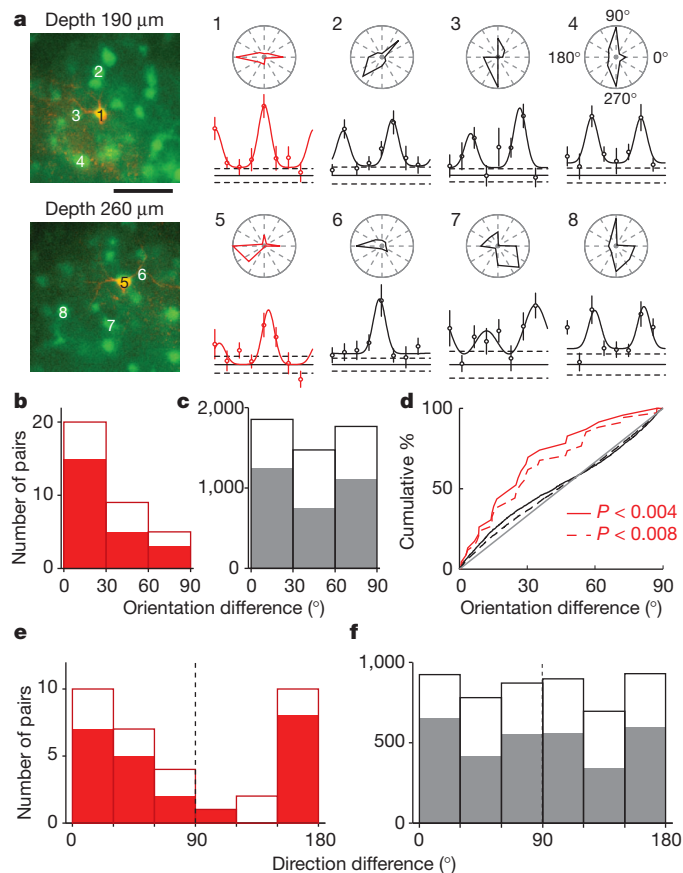 a Depth 190 μm
1 2 3 4
90°
180° 0°
270°
2
3 1
4
Depth 260 μm
5 6 7 8
5 6
8 7
b c d
20
10
0
0 30 60 90
Number of pairs
2,000
1,000
0
0 30 60 90
Orientation difference (°)
100
50
0
0 30 60 90
Cumulative %
P < 0.004
P < 0.008
Orientation difference (°)
e f
10
5
0
0 90 180
Number of pairs
1,000
500
0
0 90 180
Direction difference (°)